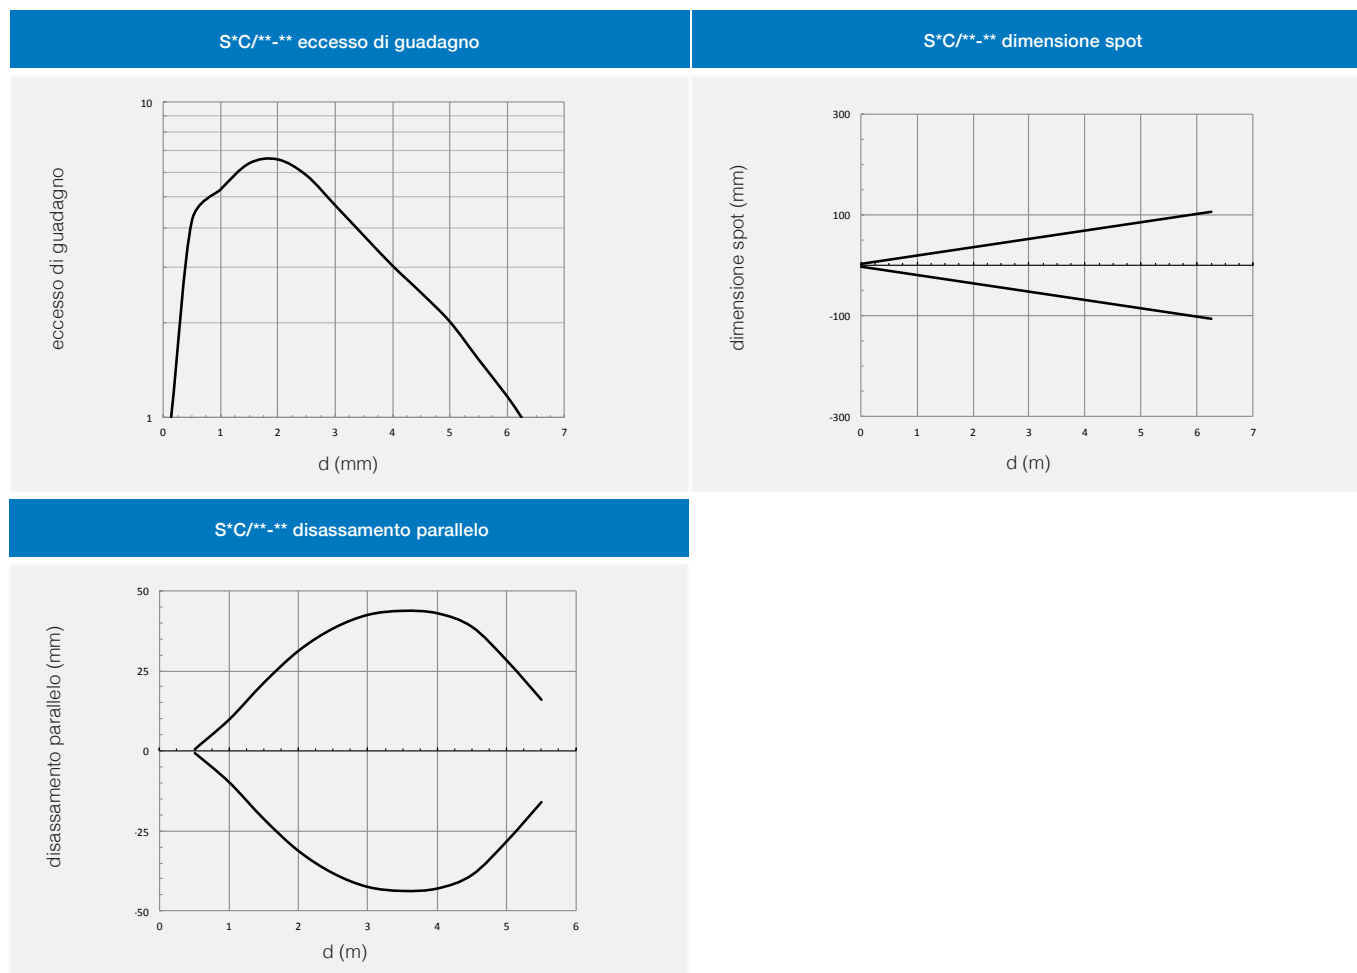 S*C/**-** eccesso di guadagno
10
1
eccesso di guadagno
0 1 2 3 4 5 6 7
d (mm)
S*C/**-** dimensione spot
300
100
-100
-300
dimensione spot (mm)
0 1 2 3 4 5 6 7
d (m)
S*C/**-** disassamento parallelo
50
25
0
-25
-50
disassamento parallelo (mm)
0 1 2 3 4 5 6
d (m)